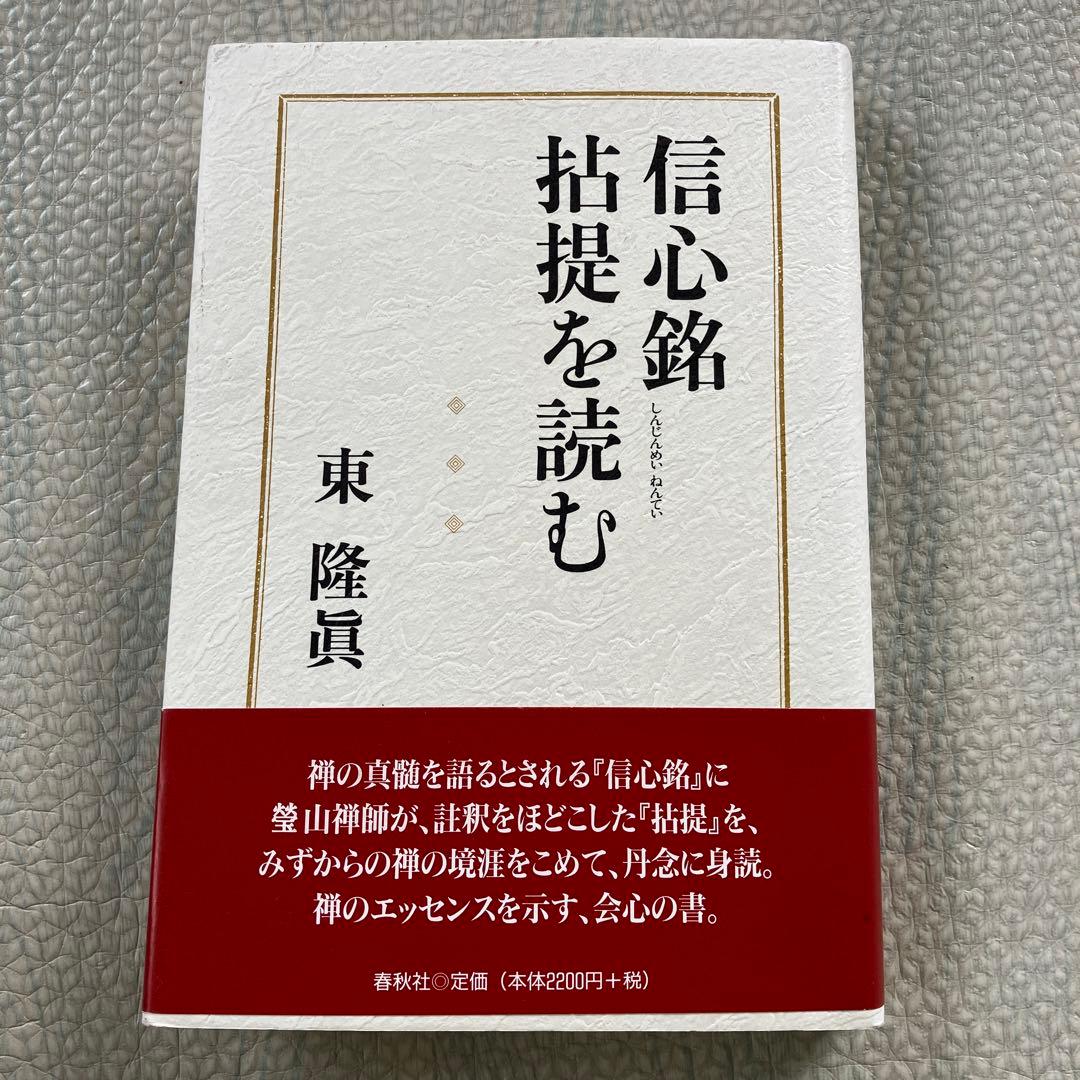 信心銘
しんじんめい ねんてい
拈提を読む
東 隆眞
禅の真髄を語るとされる『信心銘』に
瑩山禅師が、註釈をほどこした『拈提』を、
みずからの禅の境涯をこめて、丹念に身読。
禅のエッセンスを示す、会心の書。
春秋社◎定価（本体2200円＋税）